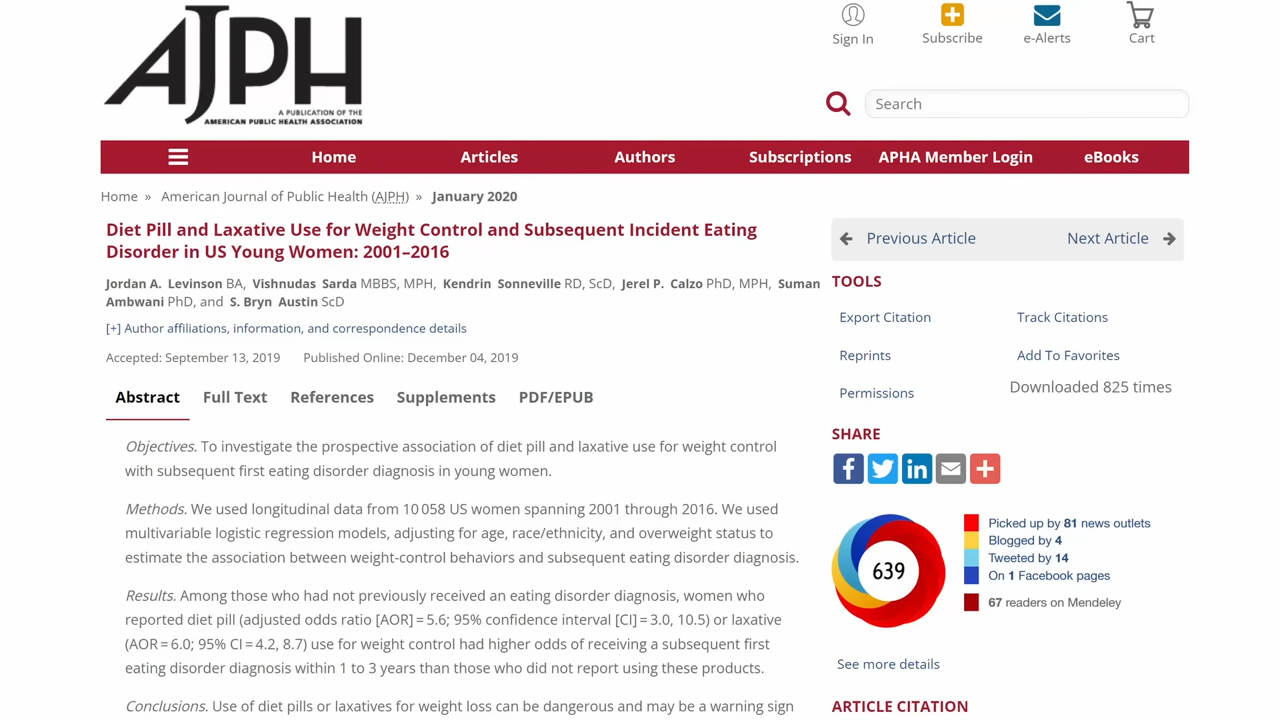 AJPH
A PUBLICATION OF THE
AMERICAN PUBLIC HEALTH ASSOCIATION
Sign In
Subscribe
e-Alerts
Cart
Search
Home
Articles
Authors
Subscriptions
APHA Member Login
eBooks
Home » American Journal of Public Health (AJPH) » January 2020
Diet Pill and Laxative Use for Weight Control and Subsequent Incident Eating
Disorder in US Young Women: 2001–2016
Jordan A. Levinson BA, Vishnudas Sarda MBBS, MPH, Kendrin Sonneville RD, ScD, Jerel P. Calzo PhD, MPH, Suman
Ambwani PhD, and S. Bryn Austin ScD
[+] Author affiliations, information, and correspondence details
Accepted: September 13, 2019 Published Online: December 04, 2019
Abstract
Full Text
References
Supplements
PDF/EPUB
Objectives. To investigate the prospective association of diet pill and laxative use for weight control
with subsequent first eating disorder diagnosis in young women.
Methods. We used longitudinal data from 10 058 US women spanning 2001 through 2016. We used
multivariable logistic regression models, adjusting for age, race/ethnicity, and overweight status to
estimate the association between weight-control behaviors and subsequent eating disorder diagnosis.
Results. Among those who had not previously received an eating disorder diagnosis, women who
reported diet pill (adjusted odds ratio [AOR] = 5.6; 95% confidence interval [CI] = 3.0, 10.5) or laxative
(AOR = 6.0; 95% CI = 4.2, 8.7) use for weight control had higher odds of receiving a subsequent first
eating disorder diagnosis within 1 to 3 years than those who did not report using these products.
Conclusions. Use of diet pills or laxatives for weight loss can be dangerous and may be a warning sign
Previous Article
Next Article
TOOLS
Export Citation
Track Citations
Reprints
Add To Favorites
Permissions
Downloaded 825 times
SHARE
639
Picked up by 81 news outlets
Blogged by 4
Tweeted by 14
On 1 Facebook pages
67 readers on Mendeley
See more details
ARTICLE CITATION